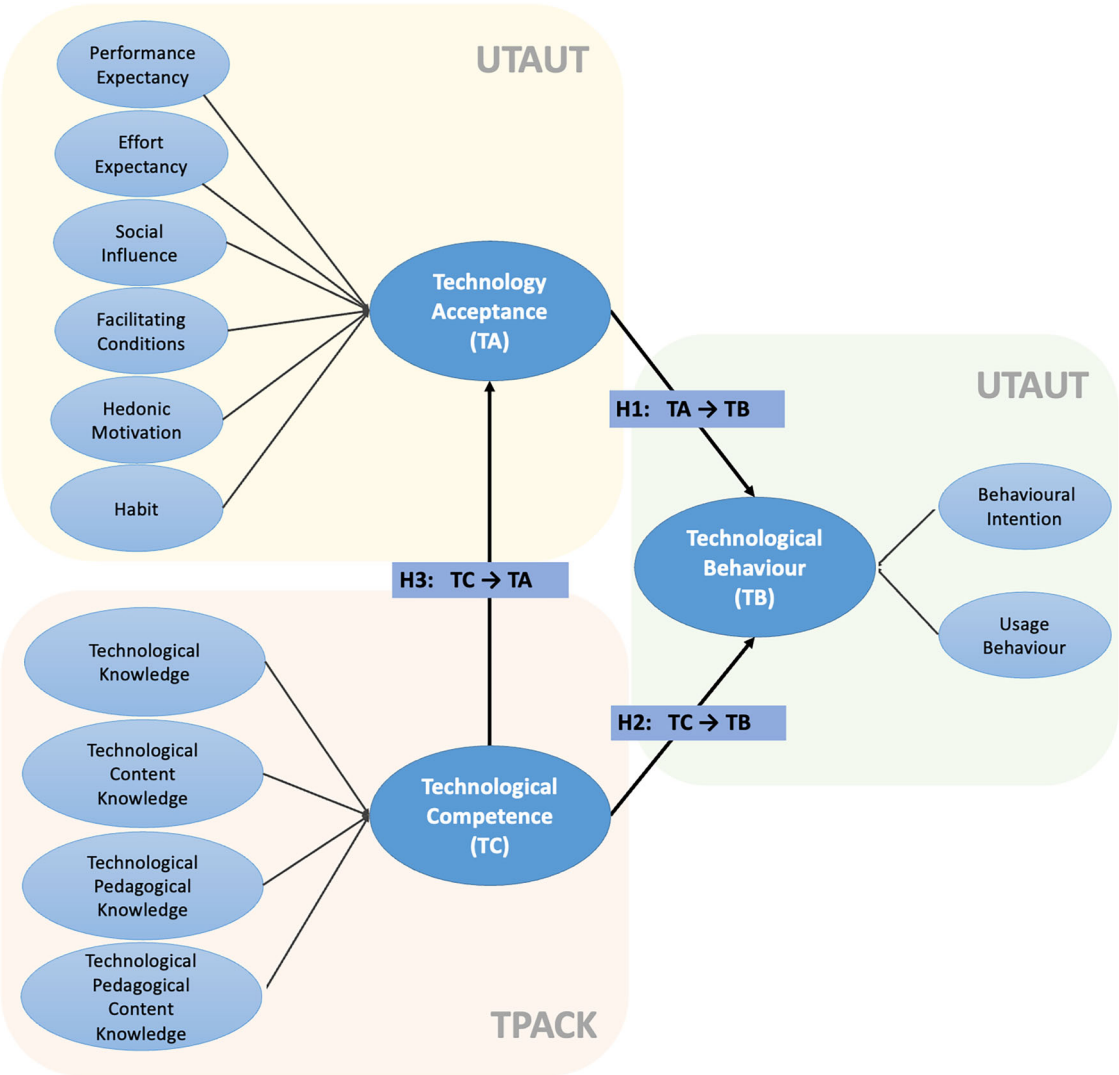 UTAUT
Performance
Expectancy
Effort
Expectancy
Social
Influence
Facilitating
Conditions
Hedonic
Motivation
Habit
Technology
Acceptance
(TA)
H1: TA → TB
UTAUT
Behavioural
Intention
Usage
Behaviour
Technological
Behaviour
(TB)
H3: TC → TA
Technological
Knowledge
Technological
Content
Knowledge
Technological
Pedagogical
Knowledge
Technological
Pedagogical
Content
Knowledge
Technological
Competence
(TC)
H2: TC → TB
TPACK